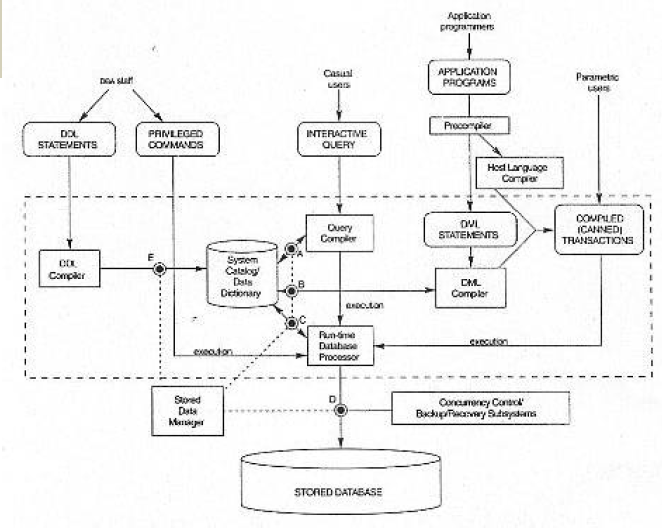 Application
programmers
Casual
users
Parametric
users
DBA staff
APPLICATION
PROGRAMS
DDL
STATEMENTS
PRIVILEGED
COMMANDS
INTERACTIVE
QUERY
Precompiler
Host Language
Compiler
Query
Compiler
DML
STATEMENTS
COMPILED
(CANNED)
TRANSACTIONS
DDL
Compiler
E
System
Catalog/
Data
Dictionary
A
B
C
DML
Compiler
execution
Run-time
Database
Processor
execution
execution
Stored
Data
Manager
D
Concurrency Control/
Backup/Recovery Subsystems
STORED DATABASE